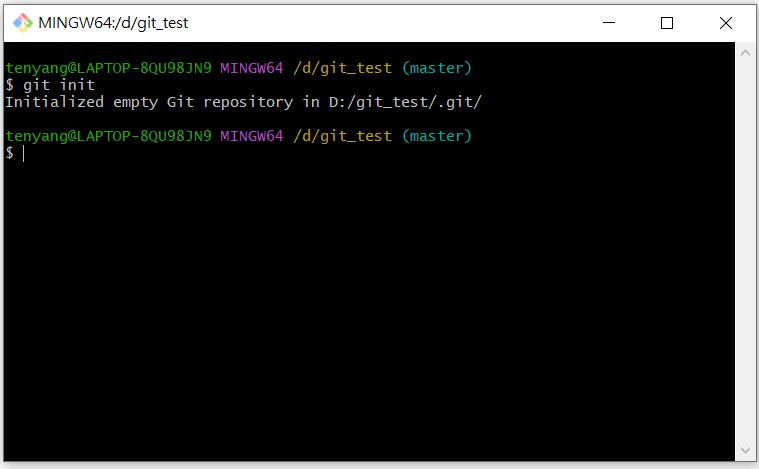 MINGW64:/d/git_test
tenyang@LAPTOP-8QU98JN9 MINGW64 /d/git_test (master)
$ git init
Initialized empty Git repository in D:/git_test/.git/
tenyang@LAPTOP-8QU98JN9 MINGW64 /d/git_test (master)
$